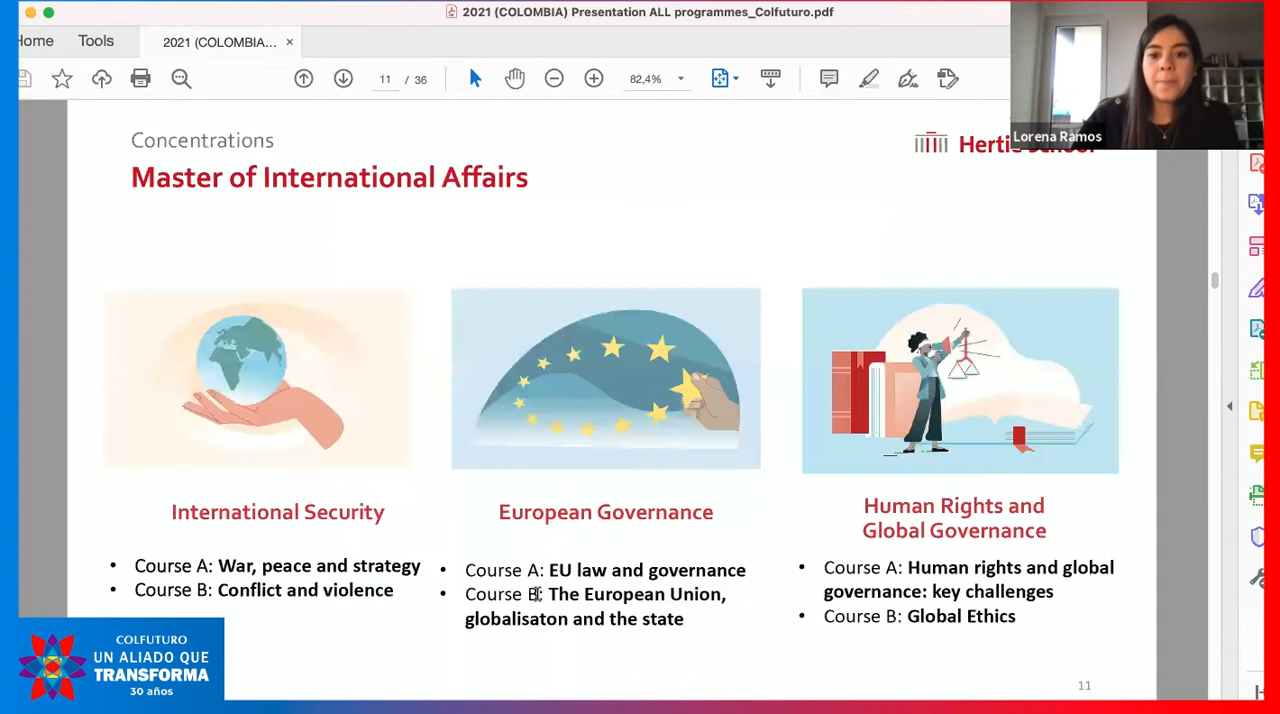 2021 (COLOMBIA) Presentation ALL programmes_Colfuturo.pdf
Home Tools 2021 (COLOMBIA... ×
11 / 36 82,4%
Lorena Ramos
Concentrations
Master of International Affairs
Hertie School
International Security
European Governance
Human Rights and
Global Governance
• Course A: War, peace and strategy
• Course B: Conflict and violence
• Course A: EU law and governance
• Course B: The European Union,
globalisaton and the state
• Course A: Human rights and global
governance: key challenges
• Course B: Global Ethics
COLFUTURO
UN ALIADO QUE
TRANSFORMA
30 años
11